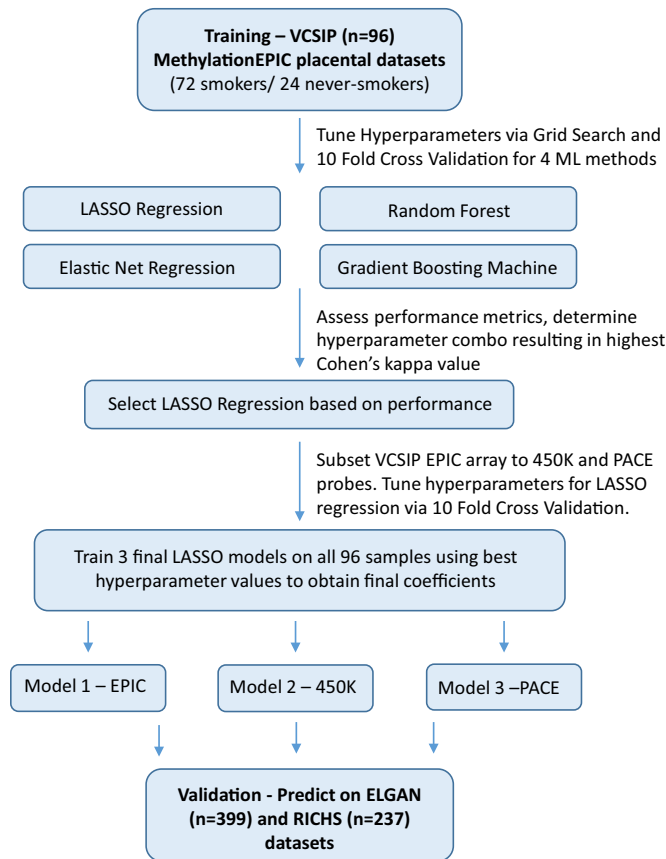 Training – VCSIP (n=96)
MethylationEPIC placental datasets
(72 smokers/ 24 never-smokers)
Tune Hyperparameters via Grid Search and
10 Fold Cross Validation for 4 ML methods
LASSO Regression
Random Forest
Elastic Net Regression
Gradient Boosting Machine
Assess performance metrics, determine
hyperparameter combo resulting in highest
Cohen's kappa value
Select LASSO Regression based on performance
Subset VCSIP EPIC array to 450K and PACE
probes. Tune hyperparameters for LASSO
regression via 10 Fold Cross Validation.
Train 3 final LASSO models on all 96 samples using best
hyperparameter values to obtain final coefficients
Model 1 – EPIC
Model 2 – 450K
Model 3 –PACE
Validation - Predict on ELGAN
(n=399) and RICHS (n=237)
datasets